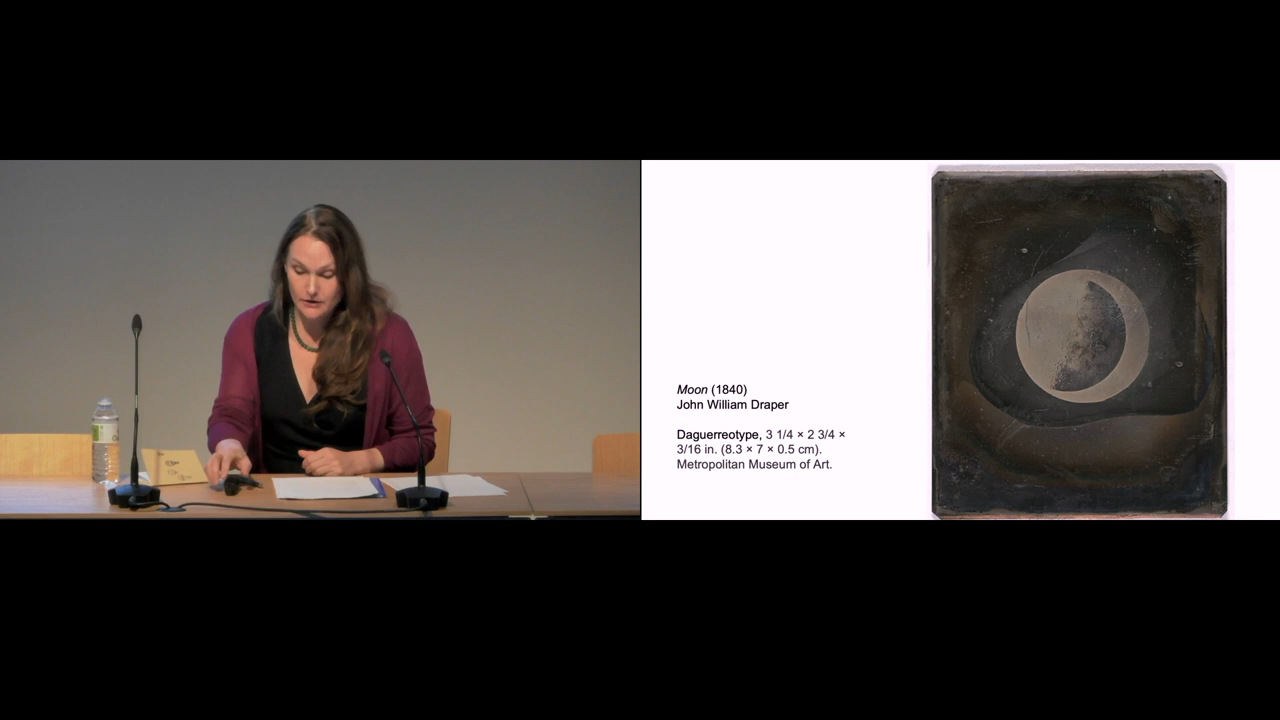 Moon (1840)
John William Draper
Daguerreotype, 3 1/4 × 2 3/4 ×
3/16 in. (8.3 × 7 × 0.5 cm).
Metropolitan Museum of Art.